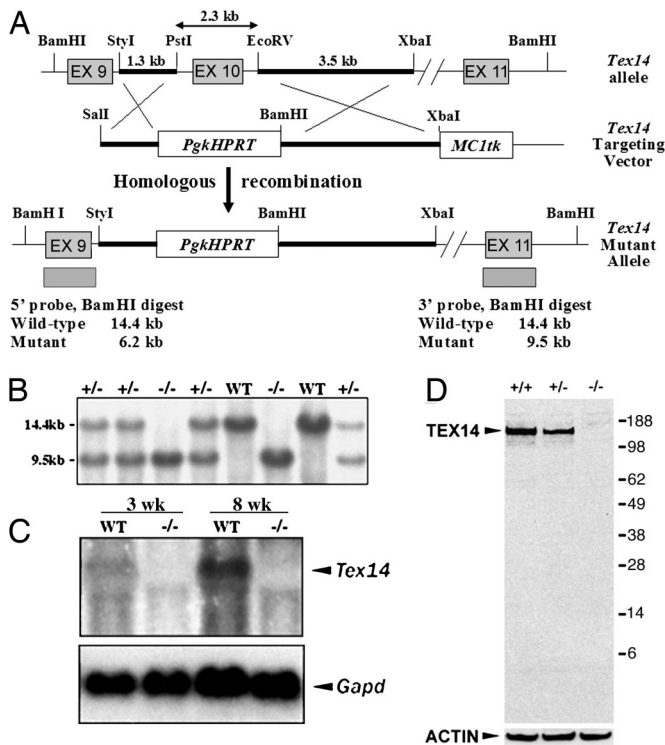 A
2.3 kb
BamHI StyI PstI EcoRV XbaI BamHI
EX 9 1.3 kb EX 10 3.5 kb EX 11
Tex14
allele
SalI BamHI XbaI
PgkHPRT MC1tk
Tex14
Targeting
Vector
Homologous recombination
BamH I StyI BamHI XbaI BamHI
EX 9 PgkHPRT EX 11
Tex14
Mutant
Allele
5' probe, BamHI digest
Wild-type 14.4 kb
Mutant 6.2 kb
3' probe, BamHI digest
Wild-type 14.4 kb
Mutant 9.5 kb
B
+/- +/- -/- +/- WT -/- WT +/-
14.4kb -
9.5kb -
C
3 wk 8 wk
WT -/- WT -/-
Tex14
Gapd
D
+/+ +/- -/-
TEX14
-188
-98
-62
-49
-38
-28
-14
-6
ACTIN